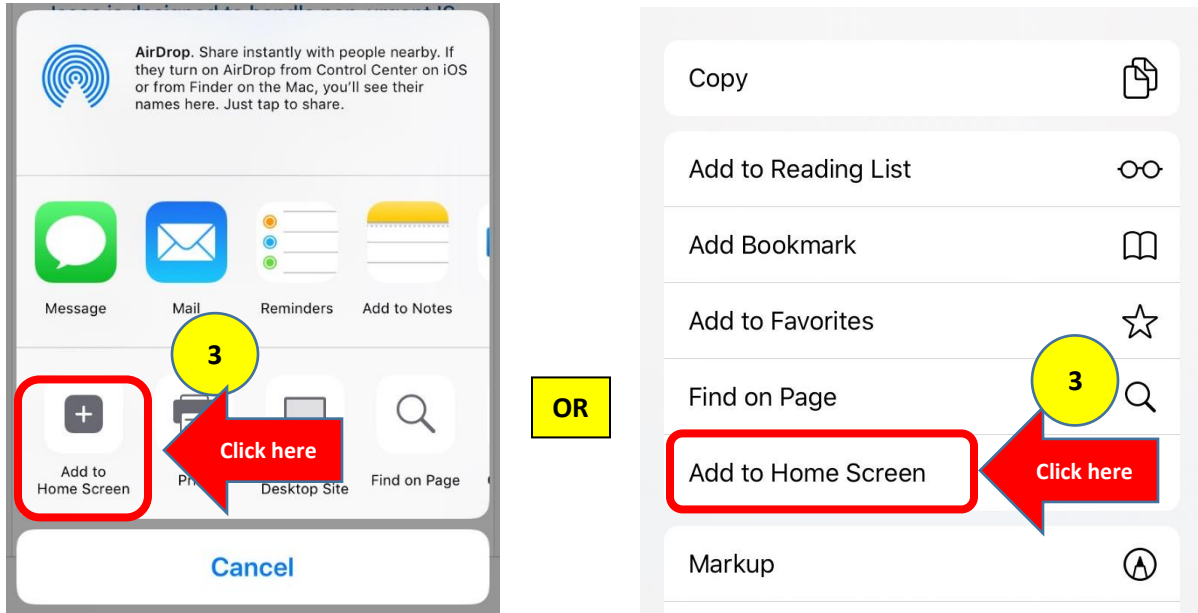 AirDrop. Share instantly with people nearby. If
they turn on AirDrop from Control Center on iOS
or from Finder on the Mac, you'll see their
names here. Just tap to share.
Message
Mail
Reminders
Add to Notes
3
Click here
Add to
Home Screen
Desktop Site
Find on Page
Cancel
OR
Copy
Add to Reading List
Add Bookmark
Add to Favorites
Find on Page
3
Add to Home Screen
Click here
Markup